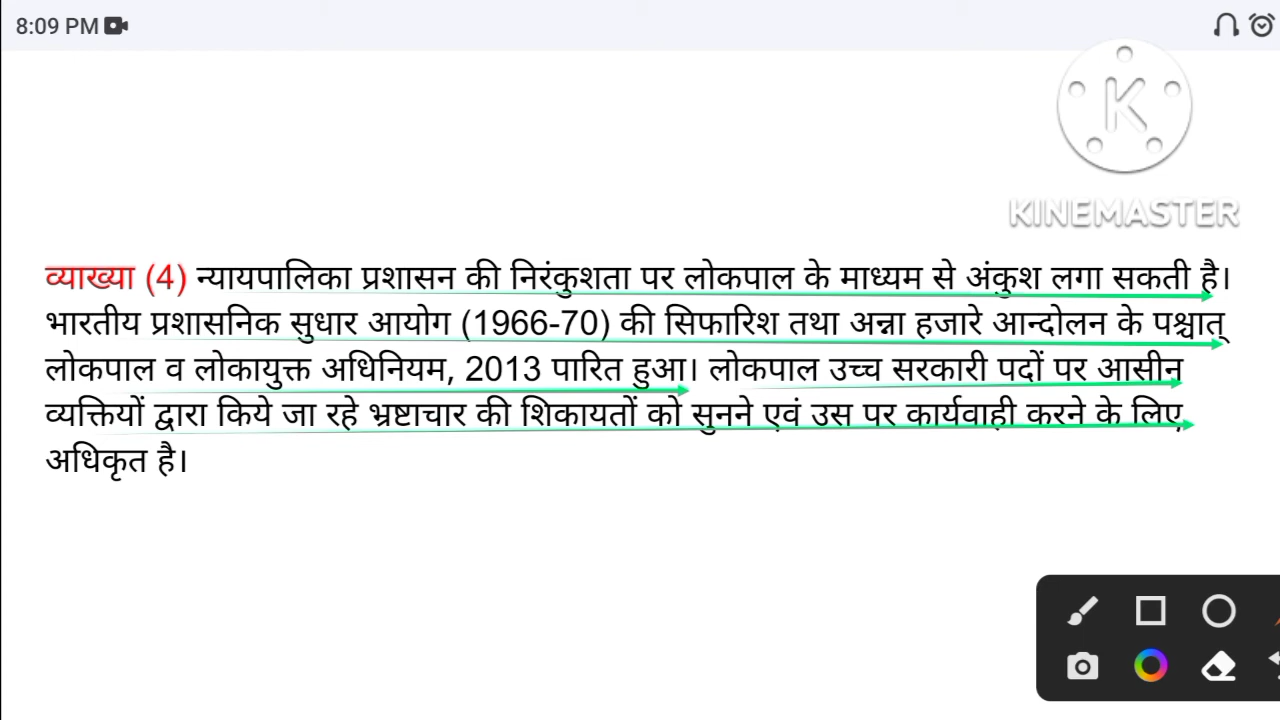 8:09 PM
K
KINEMASTER
व्याख्या (4) न्यायपालिका प्रशासन की निरंकुशता पर लोकपाल के माध्यम से अंकुश लगा सकती है।
भारतीय प्रशासनिक सुधार आयोग (1966-70) की सिफारिश तथा अन्ना हजारे आन्दोलन के पश्चात्
लोकपाल व लोकायुक्त अधिनियम, 2013 पारित हुआ। लोकपाल उच्च सरकारी पदों पर आसीन
व्यक्तियों द्वारा किये जा रहे भ्रष्टाचार की शिकायतों को सुनने एवं उस पर कार्यवाही करने के लिए
अधिकृत है।